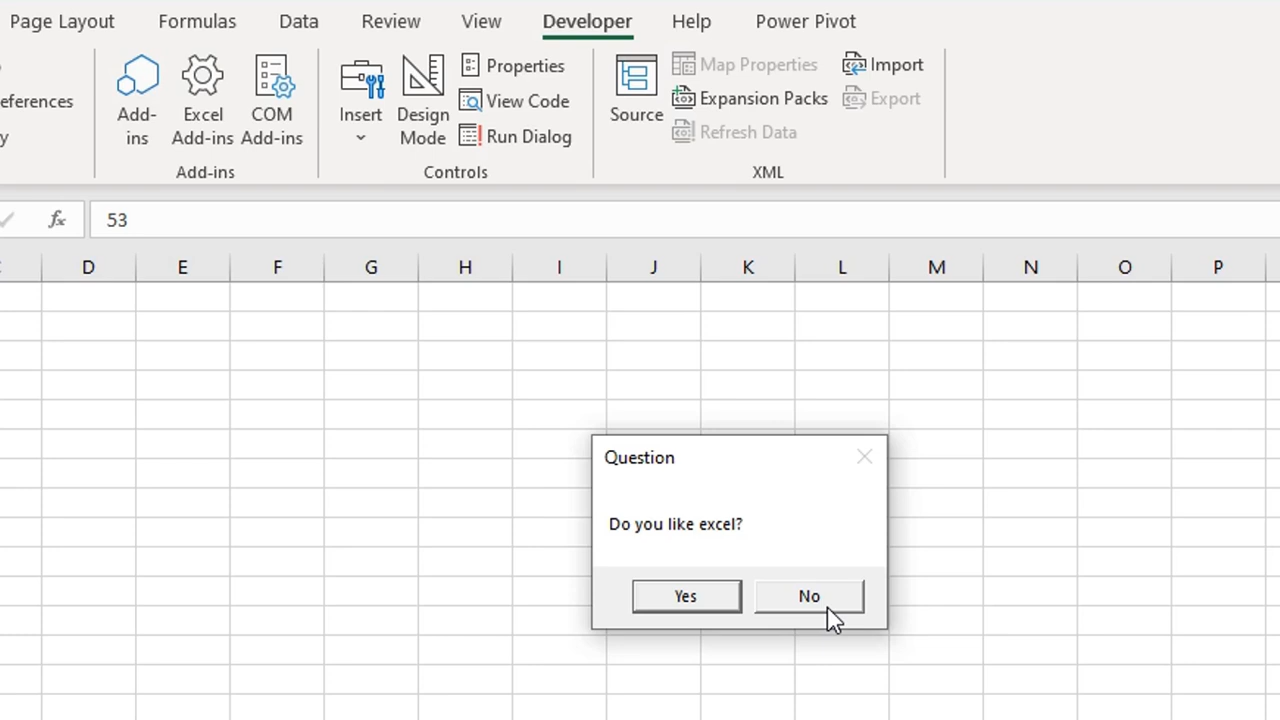 Page Layout Formulas Data Review View Developer Help Power Pivot
eferences
y
Add-
ins
Excel
Add-ins
COM
Add-ins
Add-ins
Insert
Design
Mode
Properties
View Code
Run Dialog
Controls
Source
Map Properties
Expansion Packs
Refresh Data
Import
Export
XML
fx 53
D E F G H I J K L M N O P
Question
Do you like excel?
Yes No